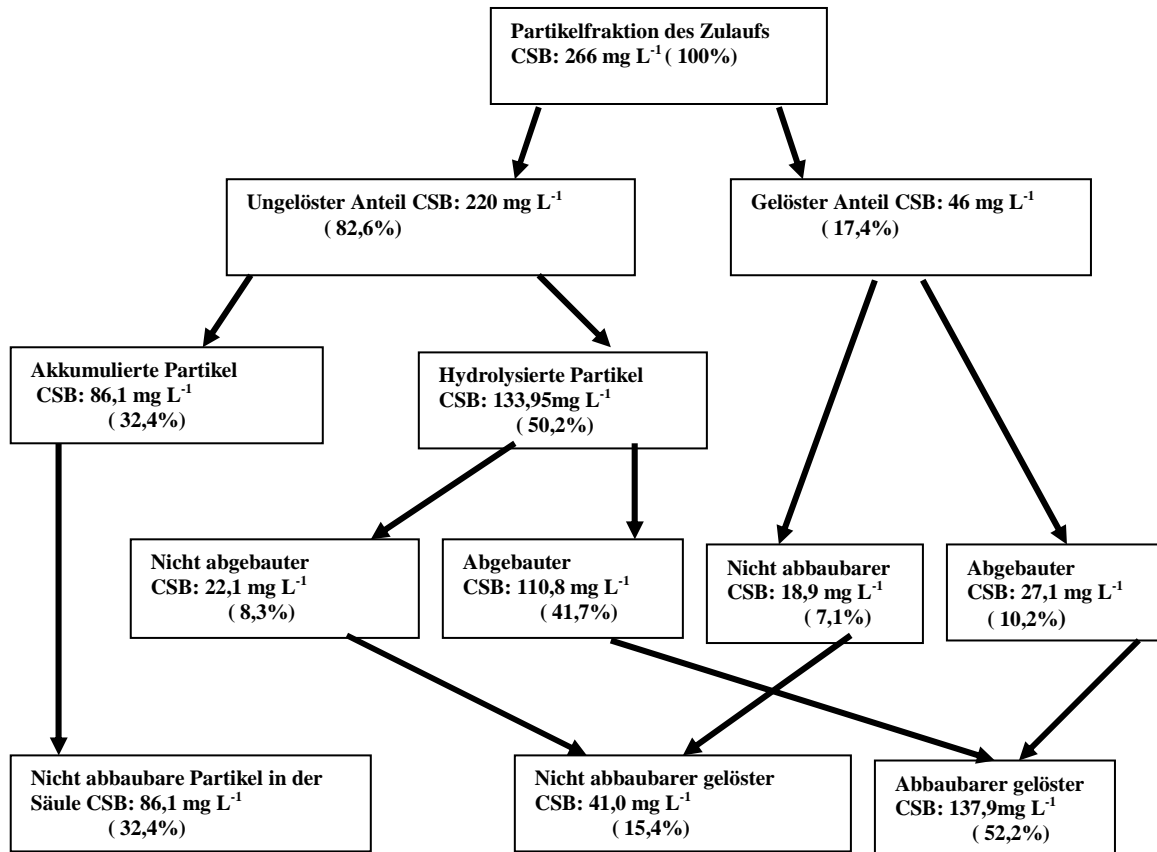 Partikelfraktion des Zulaufs
CSB: 266 mg L⁻¹ ( 100%)
Ungelöster Anteil CSB: 220 mg L⁻¹
( 82,6%)
Gelöster Anteil CSB: 46 mg L⁻¹
( 17,4%)
Akkumulierte Partikel
CSB: 86,1 mg L⁻¹
( 32,4%)
Hydrolysierte Partikel
CSB: 133,95mg L⁻¹
( 50,2%)
Nicht abgebauter
CSB: 22,1 mg L⁻¹
( 8,3%)
Abgebauter
CSB: 110,8 mg L⁻¹
( 41,7%)
Nicht abbaubarer
CSB: 18,9 mg L⁻¹
( 7,1%)
Abgebauter
CSB: 27,1 mg L⁻¹
( 10,2%)
Nicht abbaubare Partikel in der
Säule CSB: 86,1 mg L⁻¹
( 32,4%)
Nicht abbaubarer gelöster
CSB: 41,0 mg L⁻¹
( 15,4%)
Abbaubarer gelöster
CSB: 137,9mg L⁻¹
( 52,2%)